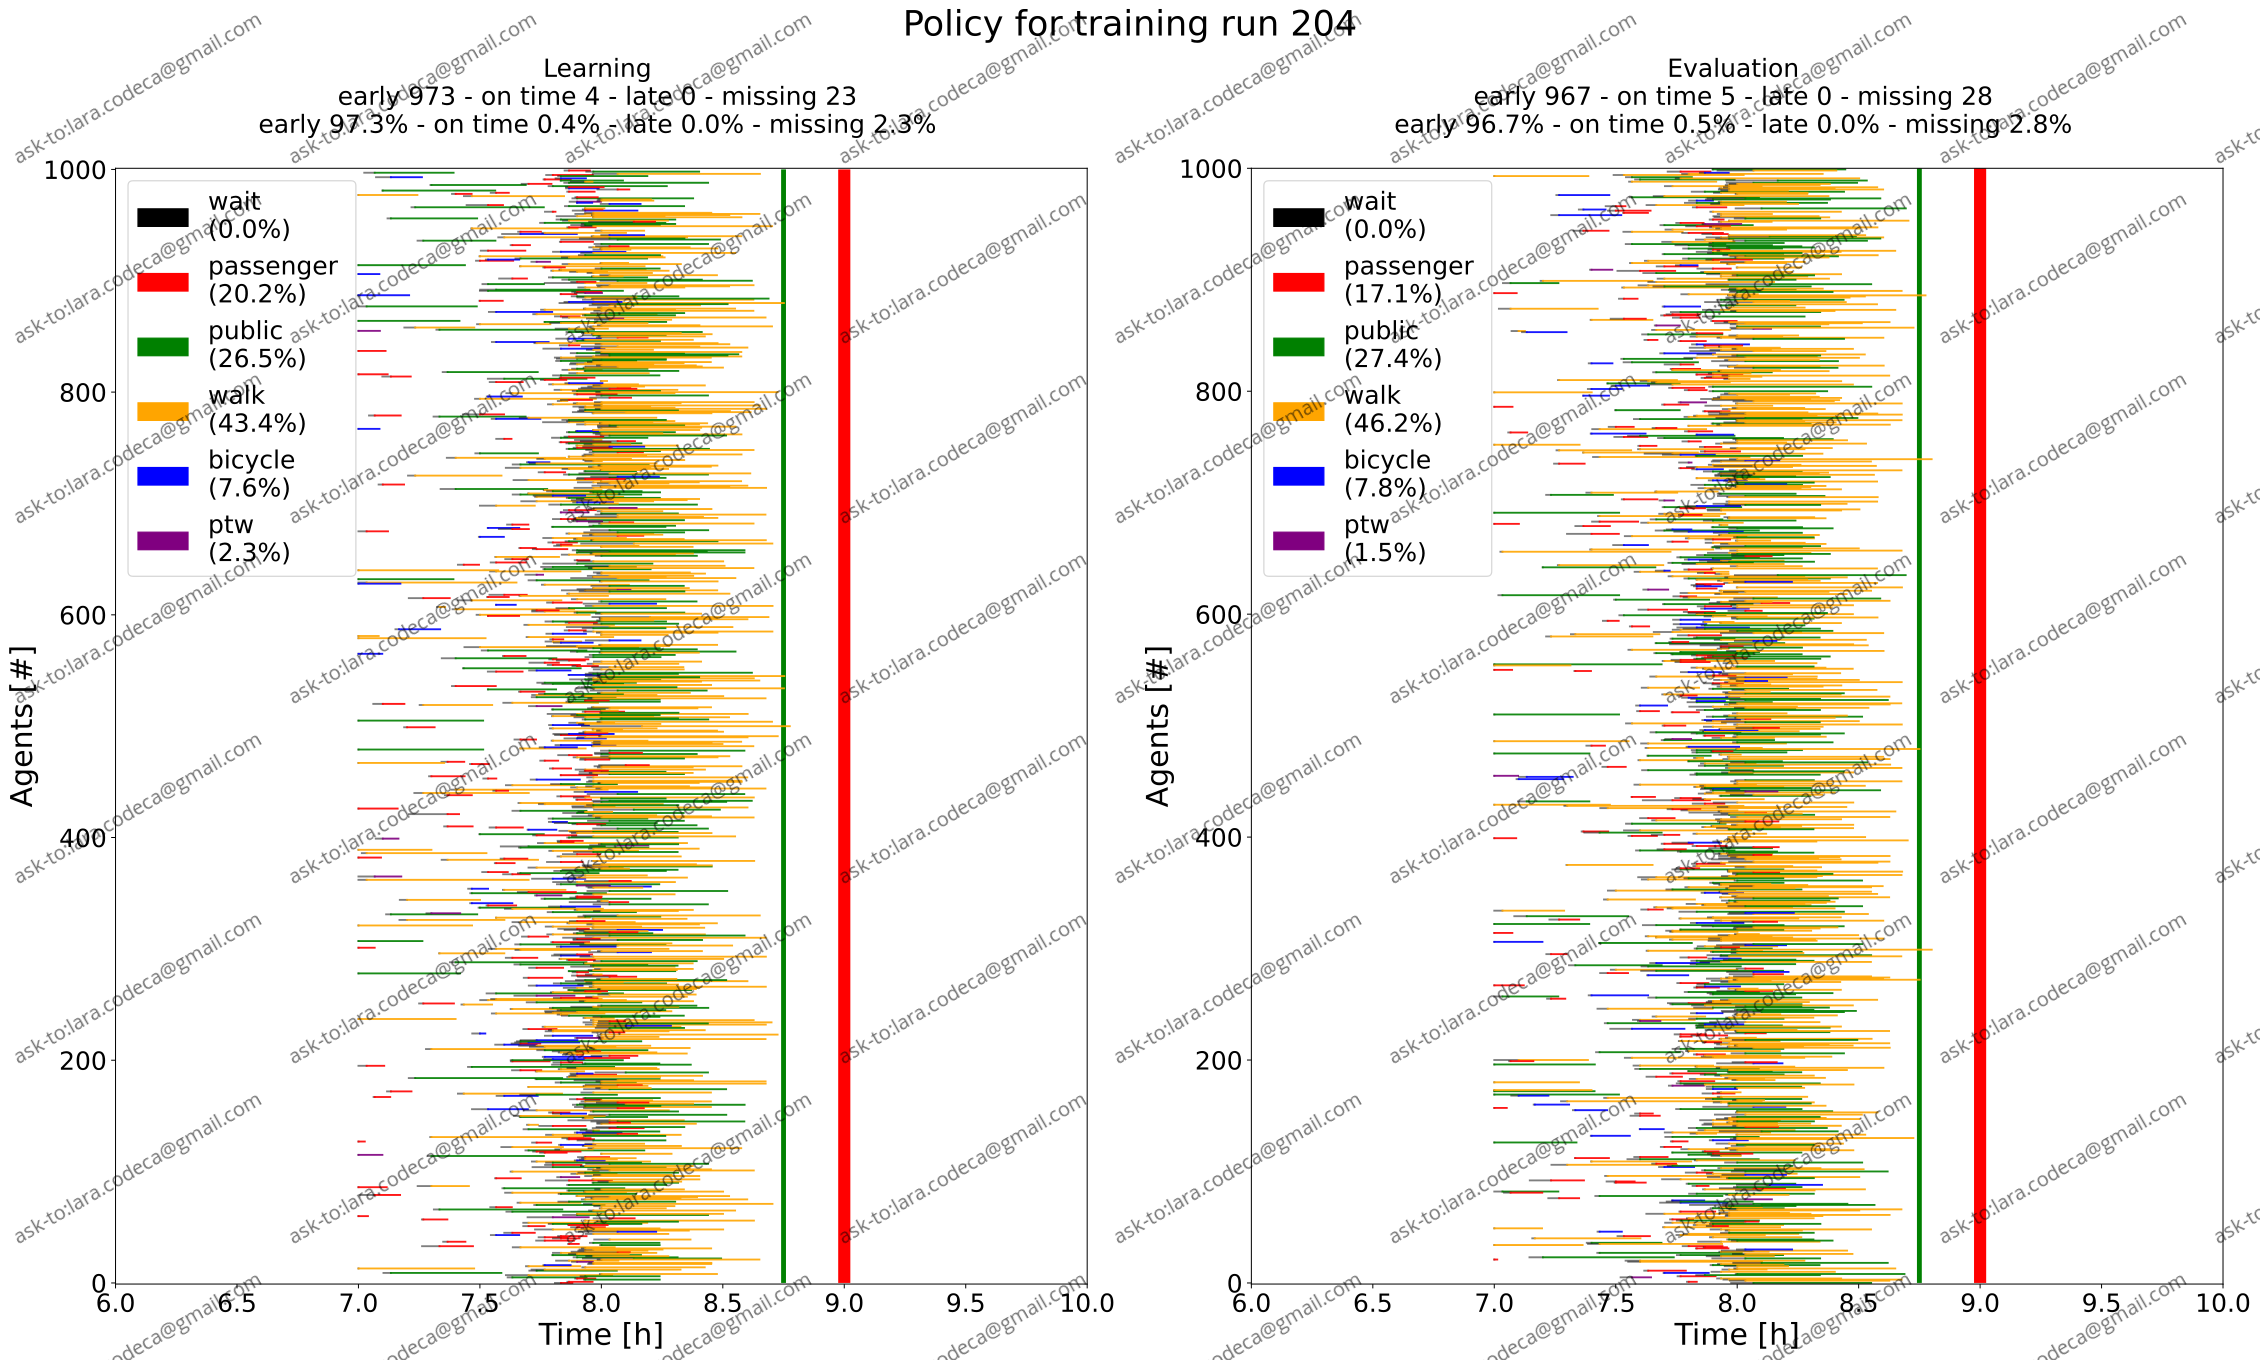 Policy for training run 204
Learning
early 973 - on time 4 - late 0 - missing 23
early 97.3% - on time 0.4% - late 0.0% - missing 2.3%
1000
800
600
400
200
0
Agents [#]
wait
(0.0%)
passenger
(20.2%)
public
(26.5%)
walk
(43.4%)
bicycle
(7.6%)
ptw
(2.3%)
6.0 6.5 7.0 7.5 8.0 8.5 9.0 9.5 10.0
Time [h]
Evaluation
early 967 - on time 5 - late 0 - missing 28
early 96.7% - on time 0.5% - late 0.0% - missing 2.8%
1000
800
600
400
200
0
Agents [#]
wait
(0.0%)
passenger
(17.1%)
public
(27.4%)
walk
(46.2%)
bicycle
(7.8%)
ptw
(1.5%)
6.0 6.5 7.0 7.5 8.0 8.5 9.0 9.5 10.0
Time [h]
ask-to:lara.codeca@gmail.com